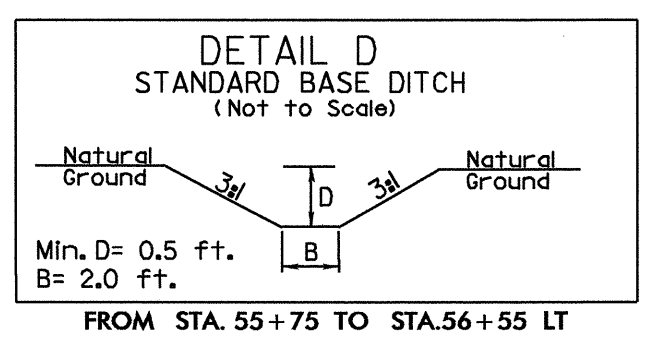 DETAIL D
STANDARD BASE DITCH
(Not to Scale)
Natural
Ground
3:1
D
3:1
Natural
Ground
B
Min. D= 0.5 ft.
B= 2.0 ft.
FROM STA. 55+75 TO STA.56+55 LT